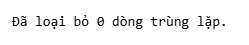 Đã loại bỏ 0 dòng trùng lặp.